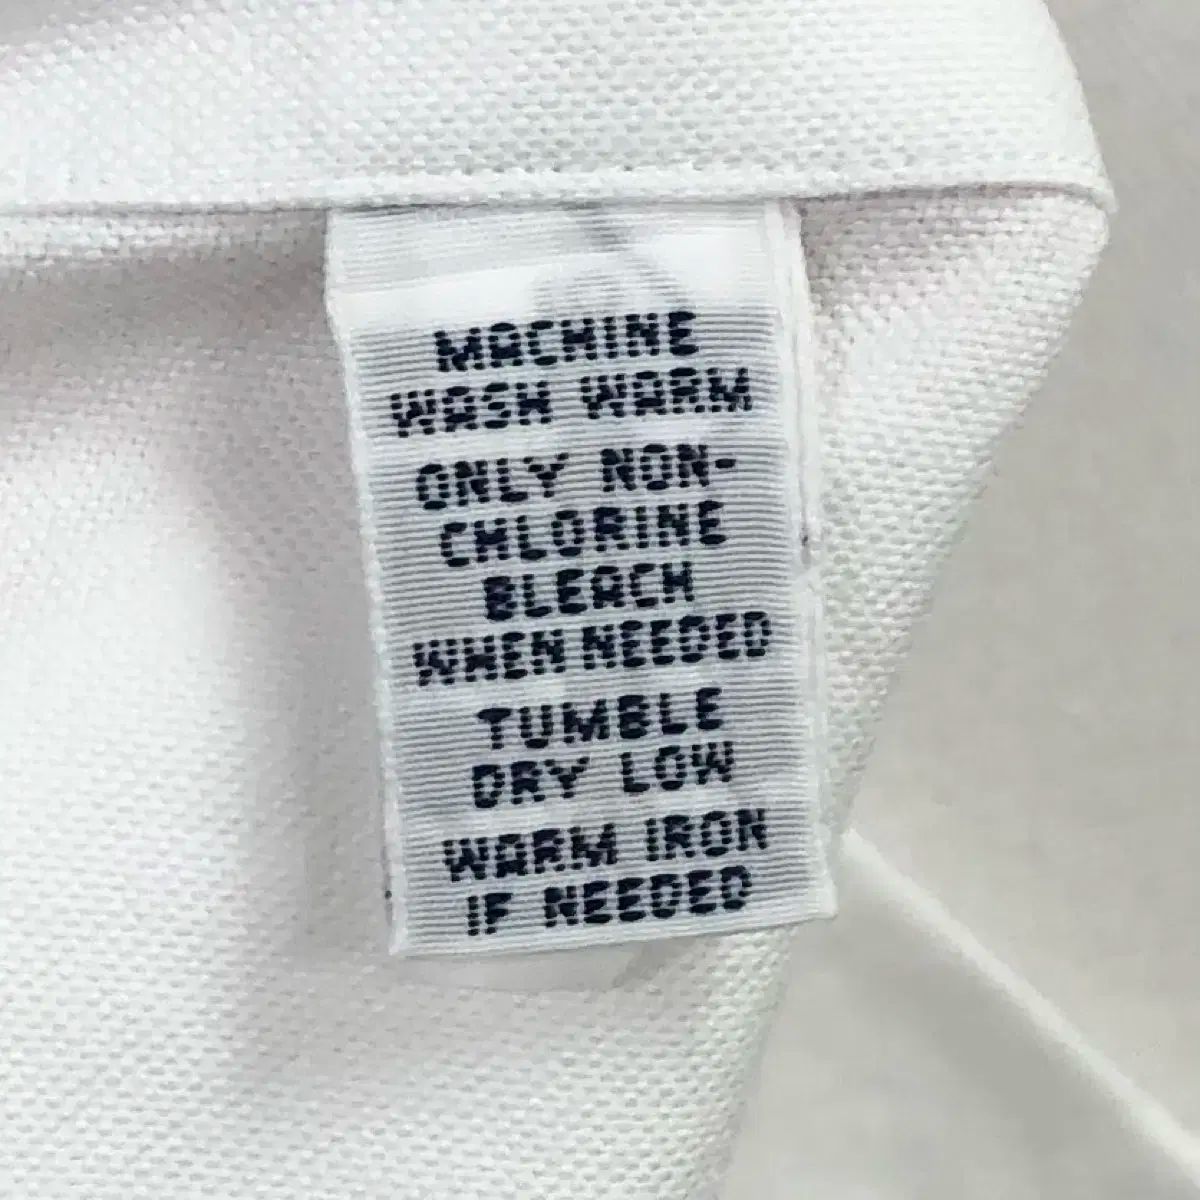 MACHINE
WASH WARM
ONLY NON-
CHLORINE
BLEACH
WHEN NEEDED
TUMBLE
DRY LOW
WARM IRON
IF NEEDED